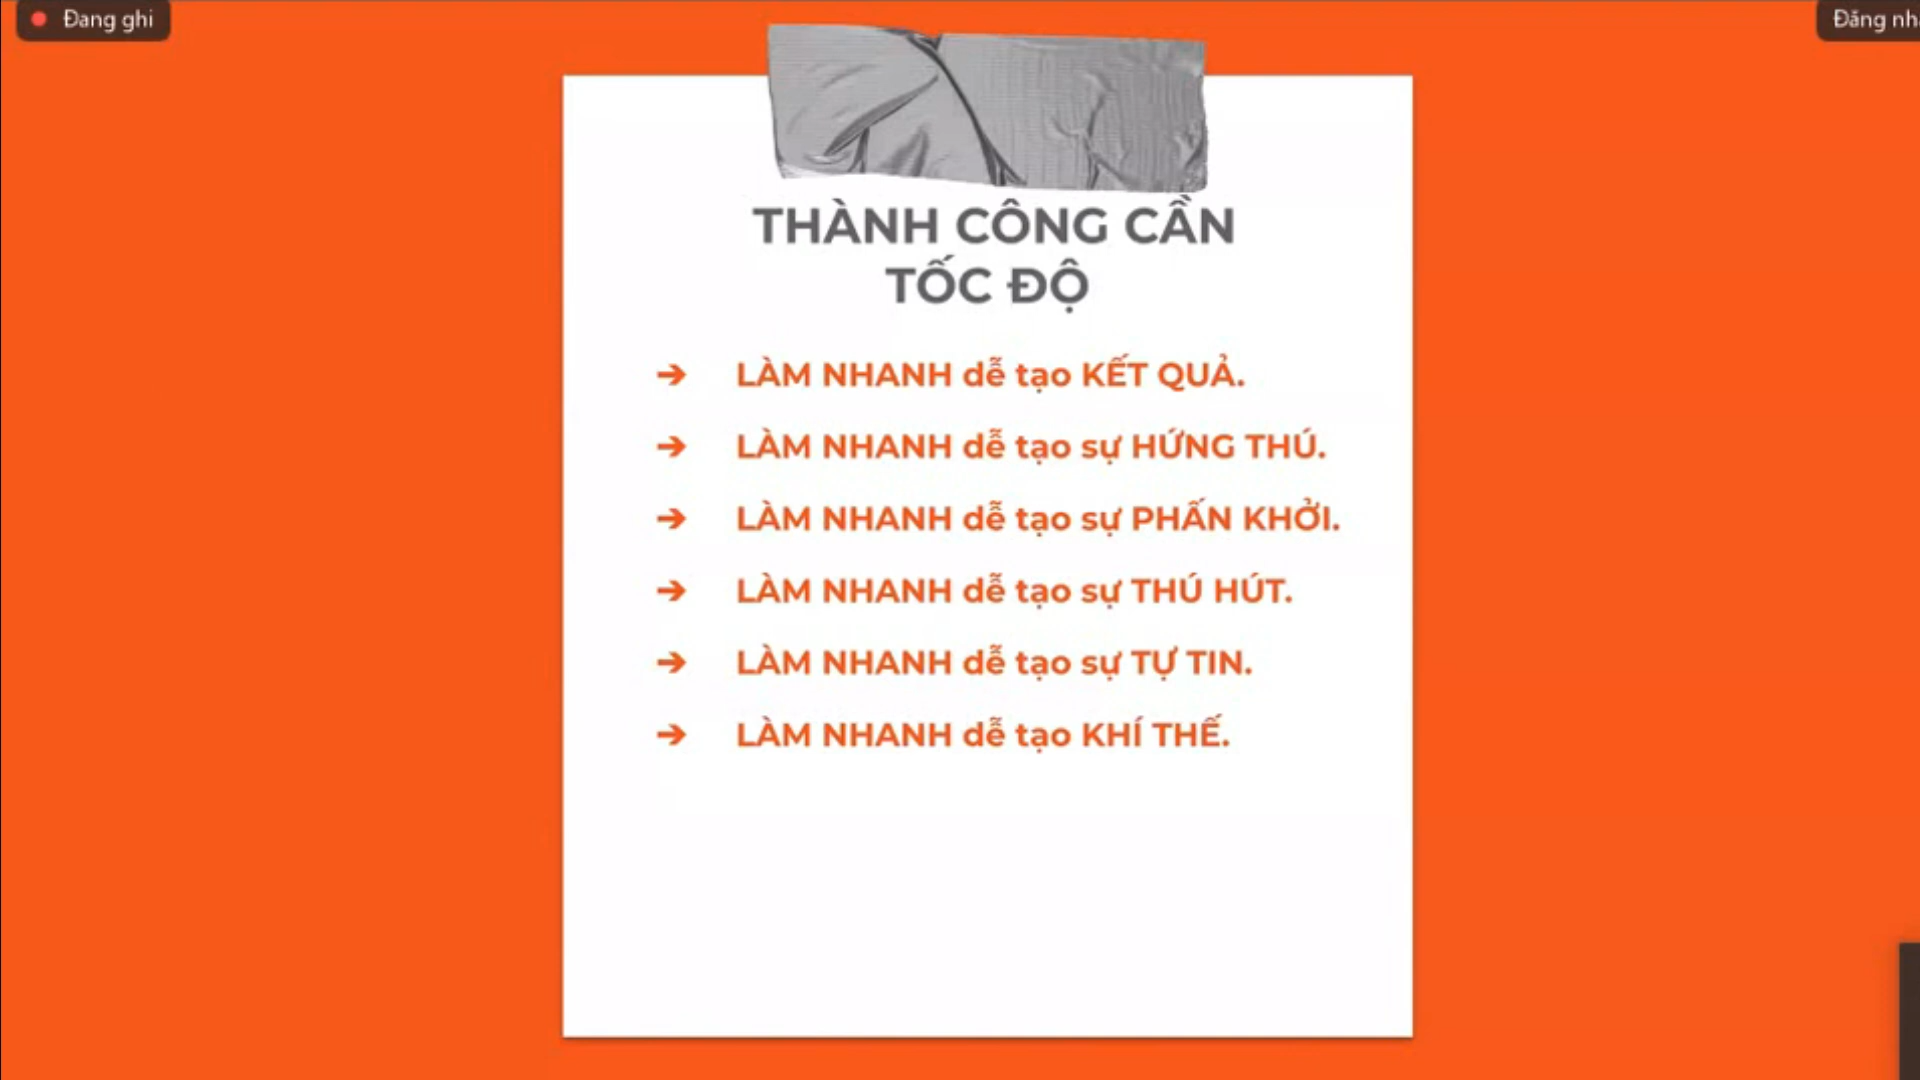 Đang ghi
THÀNH CÔNG CẦN
TỐC ĐỘ
➔ LÀM NHANH dễ tạo KẾT QUẢ.
➔ LÀM NHANH dễ tạo sự HỨNG THÚ.
➔ LÀM NHANH dễ tạo sự PHẤN KHỞI.
➔ LÀM NHANH dễ tạo sự THÚ HÚT.
➔ LÀM NHANH dễ tạo sự TỰ TIN.
➔ LÀM NHANH dễ tạo KHÍ THẾ.